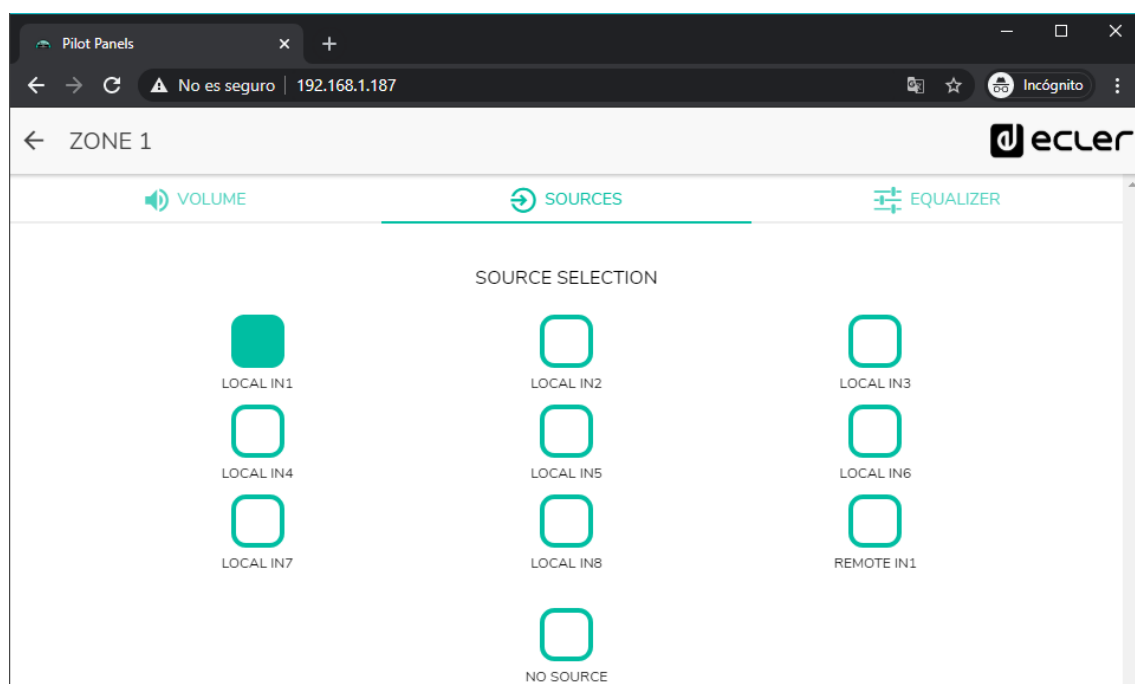 Pilot Panels
No es seguro 192.168.1.187 Incógnito
ZONE 1 ecler
VOLUME SOURCES EQUALIZER
SOURCE SELECTION
LOCAL IN1 LOCAL IN2 LOCAL IN3
LOCAL IN4 LOCAL IN5 LOCAL IN6
LOCAL IN7 LOCAL IN8 REMOTE IN1
NO SOURCE